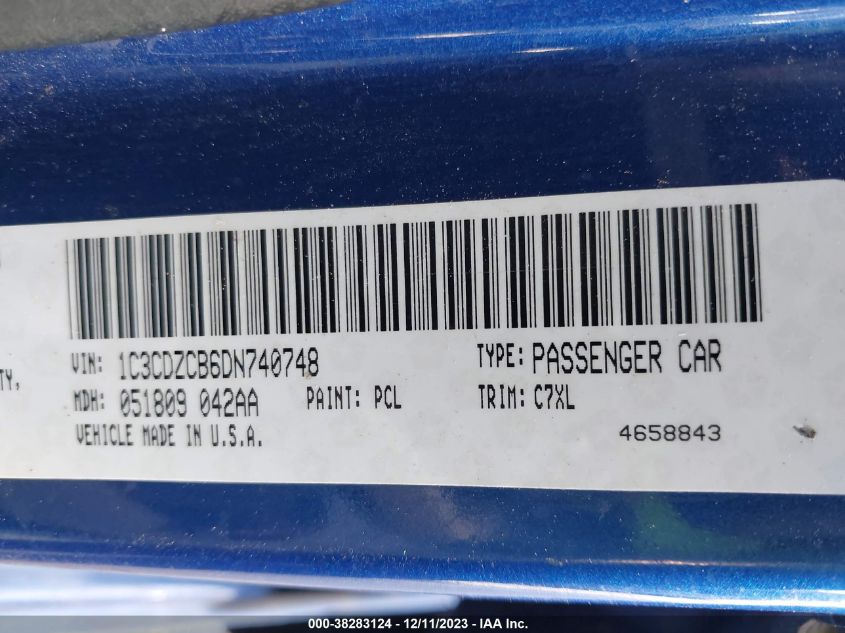 VIN: 1C3CDZCB6DN740748 TYPE: PASSENGER CAR
TY,
MDH: 051809 042AA PAINT: PCL TRIM: C7XL
VEHICLE MADE IN U.S.A. 4658843
000-38283124 - 12/11/2023 - IAA Inc.